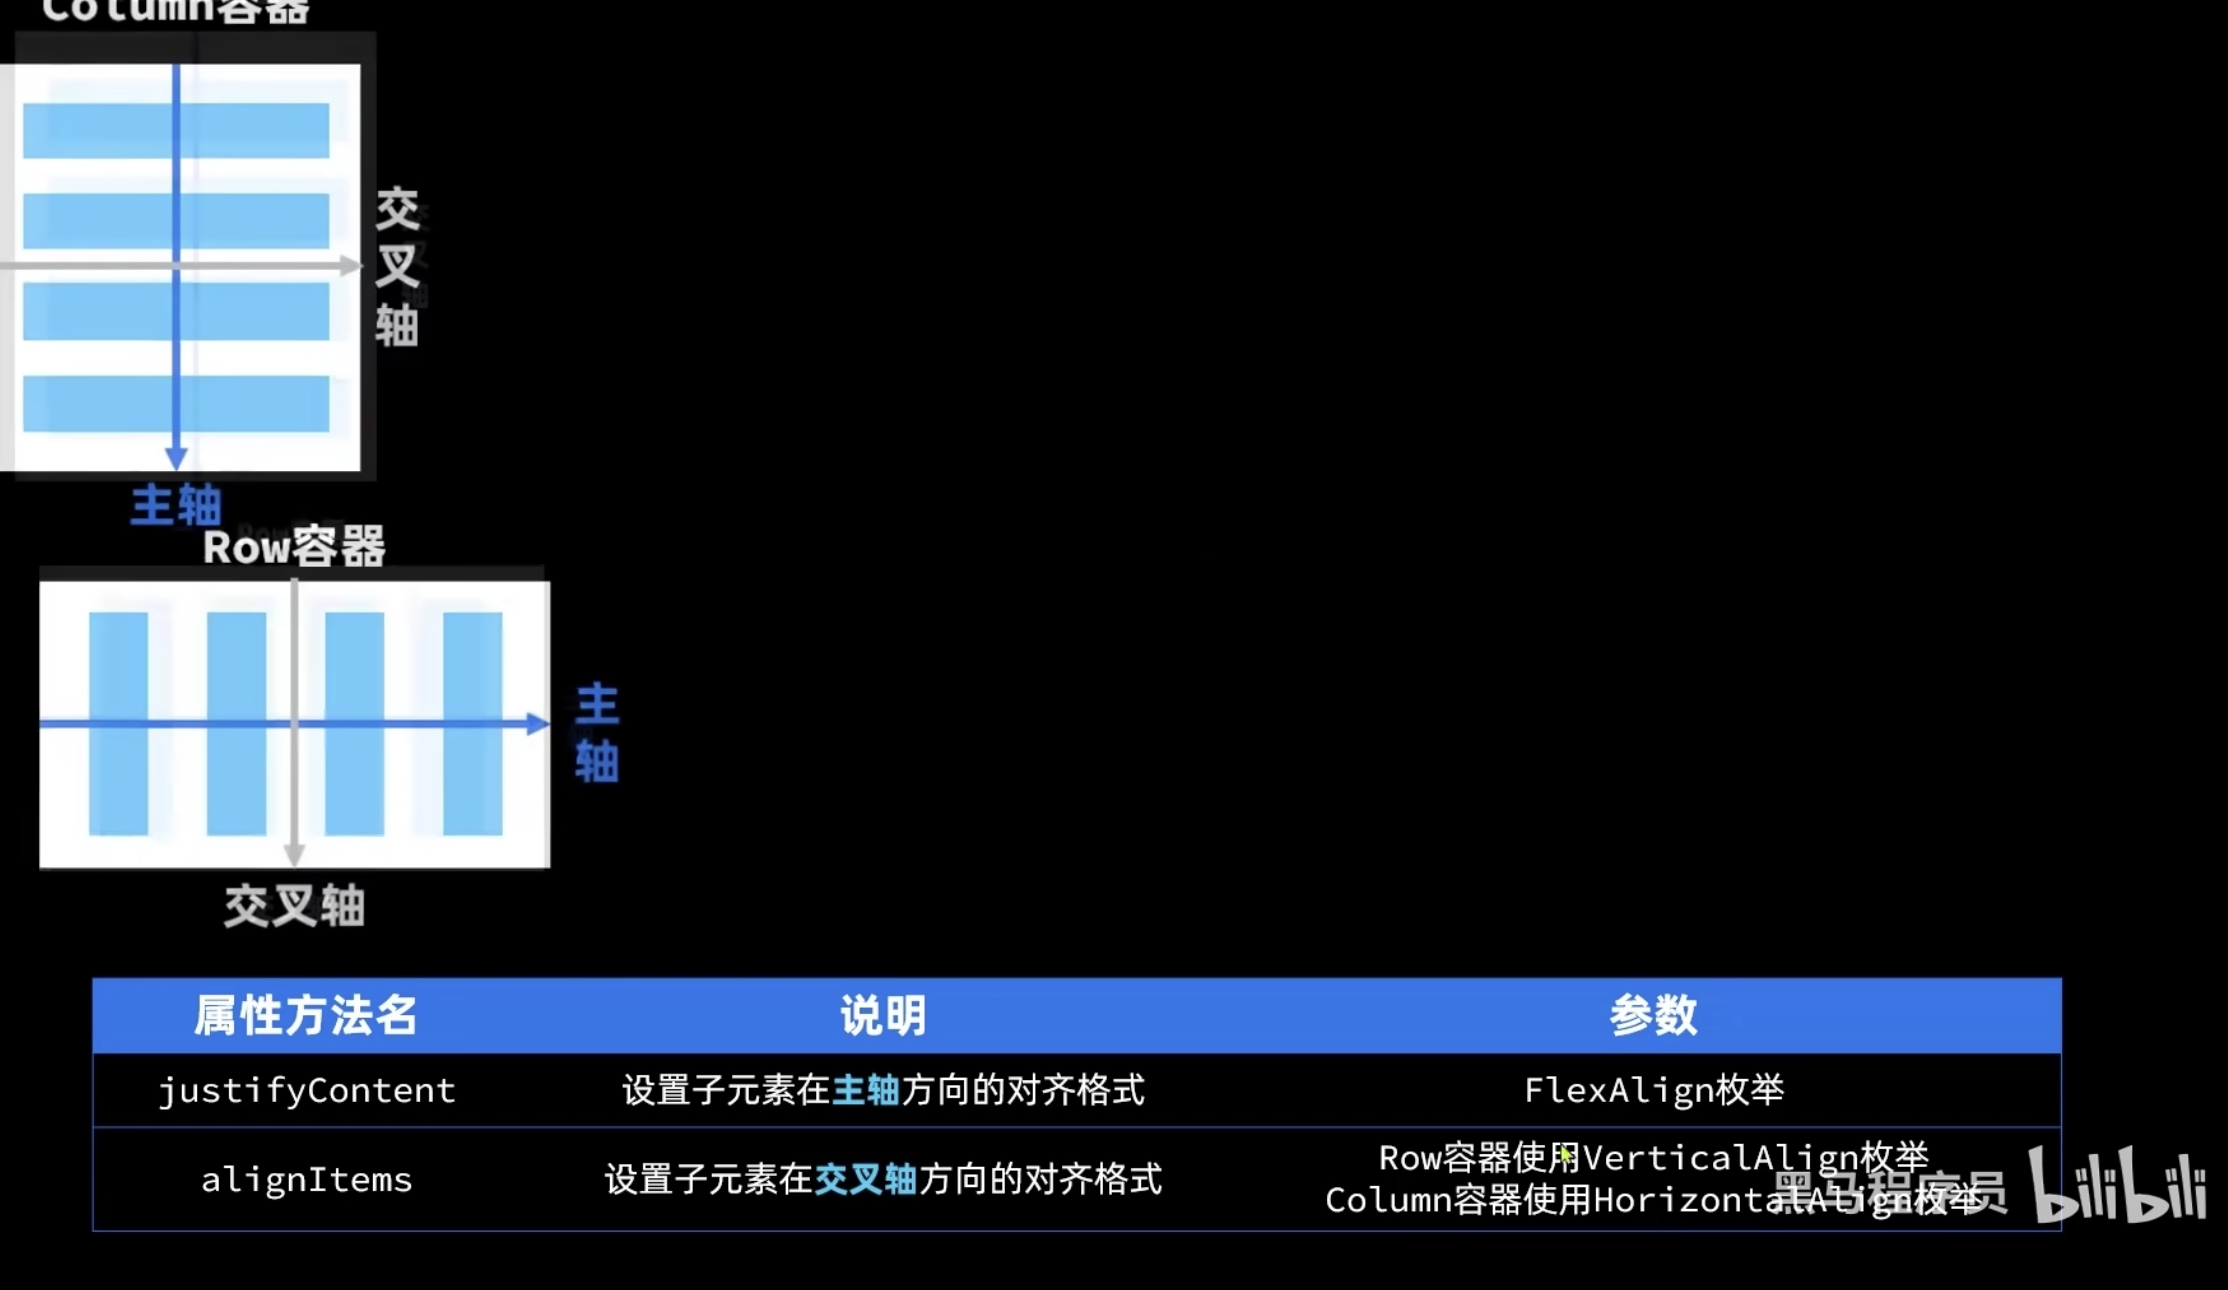 Column容器
交叉轴
主轴
Row容器
主轴
交叉轴
属性方法名 说明 参数
justifyContent 设置子元素在主轴方向的对齐格式 FlexAlign枚举
alignItems 设置子元素在交叉轴方向的对齐格式 Row容器使用VerticalAlign枚举
Column容器使用HorizontalAlign枚举
黑马程序员 bilibili